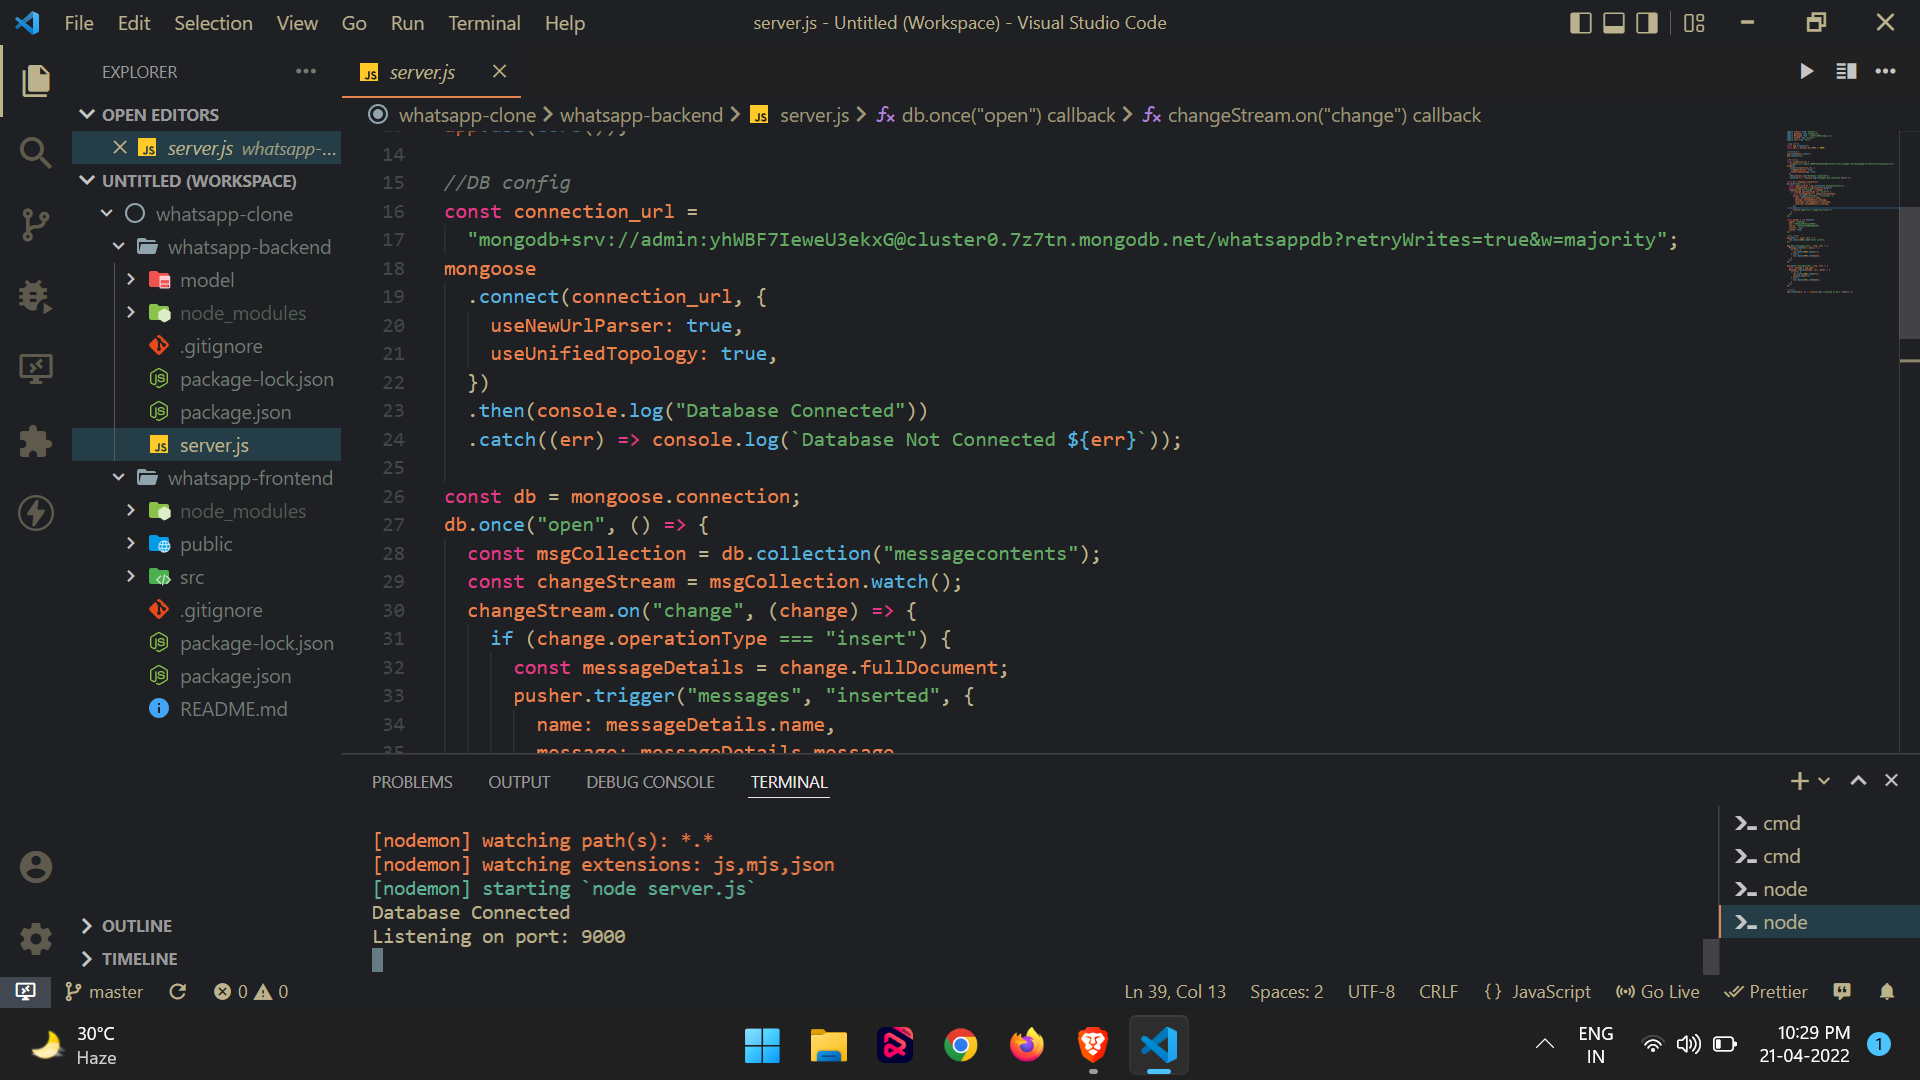 File Edit Selection View Go Run Terminal Help
server.js - Untitled (Workspace) - Visual Studio Code
EXPLORER
OPEN EDITORS
server.js whatsapp-...
UNTITLED (WORKSPACE)
whatsapp-clone
whatsapp-backend
model
node_modules
.gitignore
package-lock.json
package.json
server.js
whatsapp-frontend
node_modules
public
src
.gitignore
package-lock.json
package.json
README.md
OUTLINE
TIMELINE
server.js
whatsapp-clone > whatsapp-backend > server.js > db.once("open") callback > changeStream.on("change") callback
14
15 //DB config
16 const connection_url =
17 "mongodb+srv://admin:yhWBF7IeweU3ekxG@cluster0.7z7tn.mongodb.net/whatsappdb?retryWrites=true&w=majority";
18 mongoose
19 .connect(connection_url, {
20 useNewUrlParser: true,
21 useUnifiedTopology: true,
22 })
23 .then(console.log("Database Connected"))
24 .catch((err) => console.log(`Database Not Connected ${err}`));
25
26 const db = mongoose.connection;
27 db.once("open", () => {
28 const msgCollection = db.collection("messagecontents");
29 const changeStream = msgCollection.watch();
30 changeStream.on("change", (change) => {
31 if (change.operationType === "insert") {
32 const messageDetails = change.fullDocument;
33 pusher.trigger("messages", "inserted", {
34 name: messageDetails.name,
35 message: messageDetails.message
PROBLEMS OUTPUT DEBUG CONSOLE TERMINAL
[nodemon] watching path(s): *.*
[nodemon] watching extensions: js,mjs,json
[nodemon] starting `node server.js`
Database Connected
Listening on port: 9000
cmd
cmd
node
node
master 0 0 Ln 39, Col 13 Spaces: 2 UTF-8 CRLF {} JavaScript Go Live Prettier
30°C
Haze
ENG
IN
10:29 PM
21-04-2022
1